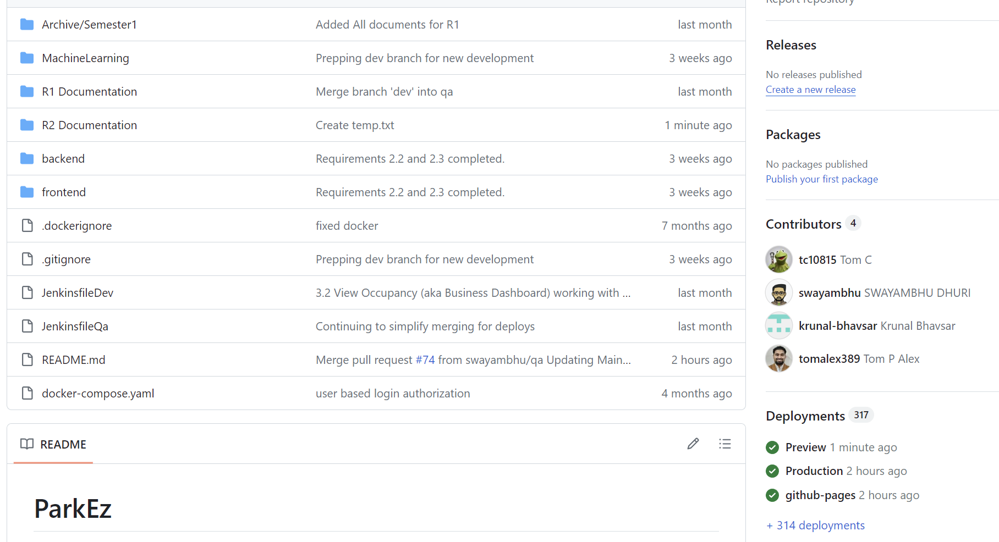 Report repository
Archive/Semester1 Added All documents for R1 last month
MachineLearning Prepping dev branch for new development 3 weeks ago
R1 Documentation Merge branch 'dev' into qa last month
R2 Documentation Create temp.txt 1 minute ago
backend Requirements 2.2 and 2.3 completed. 3 weeks ago
frontend Requirements 2.2 and 2.3 completed. 3 weeks ago
.dockerignore fixed docker 7 months ago
.gitignore Prepping dev branch for new development 3 weeks ago
JenkinsfileDev 3.2 View Occupancy (aka Business Dashboard) working with ... last month
JenkinsfileQa Continuing to simplify merging for deploys last month
README.md Merge pull request #74 from swayambhu/qa Updating Main... 2 hours ago
docker-compose.yaml user based login authorization 4 months ago
README
ParkEz
Releases
No releases published
Create a new release
Packages
No packages published
Publish your first package
Contributors 4
tc10815 Tom C
swayambhu SWAYAMBHU DHURI
krunal-bhavsar Krunal Bhavsar
tomalex389 Tom P Alex
Deployments 317
Preview 1 minute ago
Production 2 hours ago
github-pages 2 hours ago
+ 314 deployments